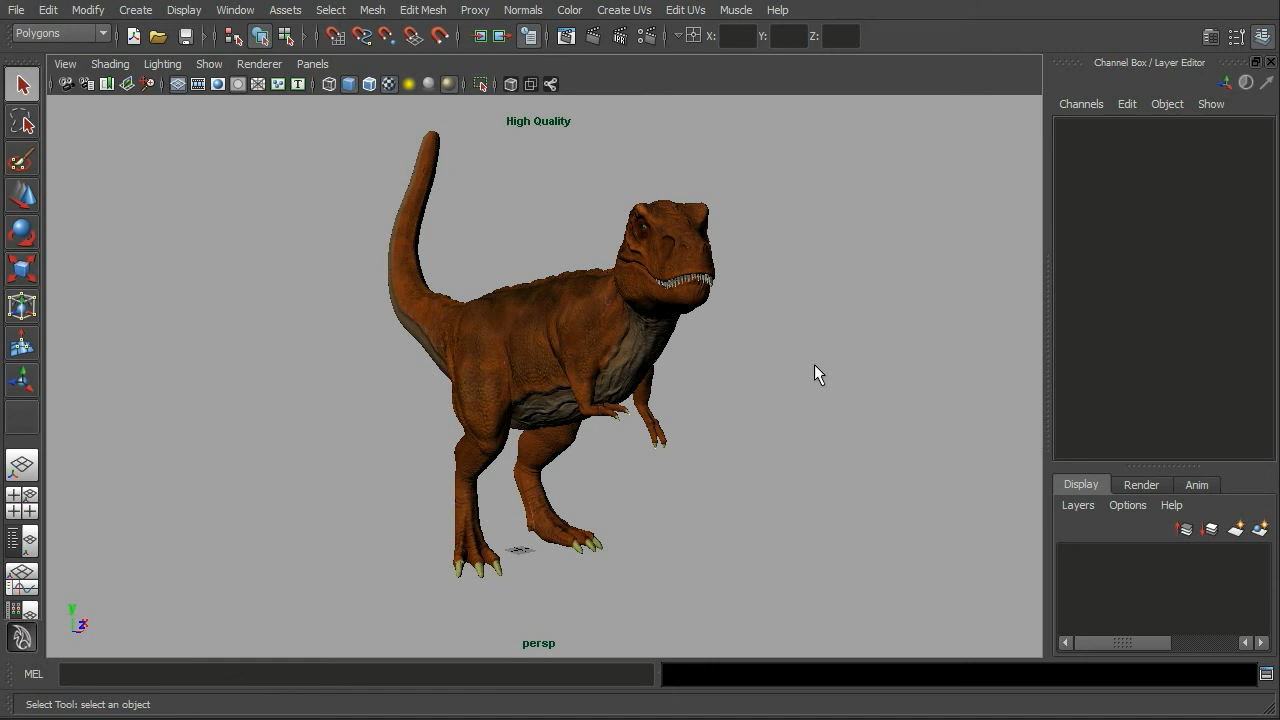 File Edit Modify Create Display Window Assets Select Mesh Edit Mesh Proxy Normals Color Create UVs Edit UVs Muscle Help
Polygons X: Y: Z:
View Shading Lighting Show Renderer Panels
Channel Box / Layer Editor
Channels Edit Object Show
High Quality
Display Render Anim
Layers Options Help
y
z
persp
MEL
Select Tool: select an object